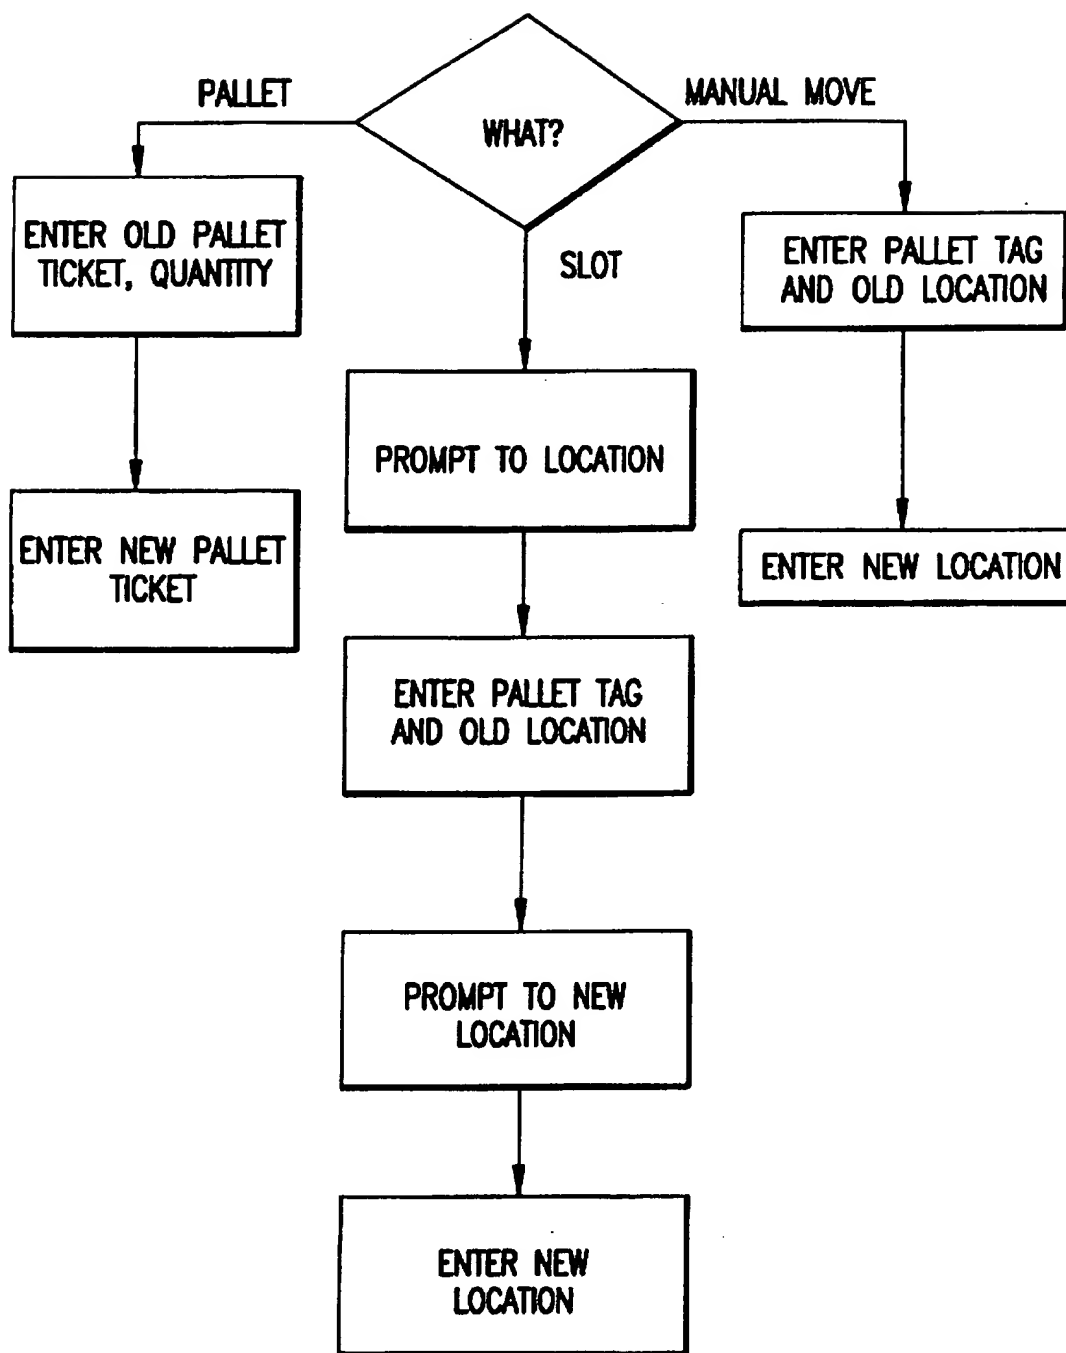 WHAT?
PALLET
ENTER OLD PALLET
TICKET, QUANTITY
ENTER NEW PALLET
TICKET
SLOT
PROMPT TO LOCATION
ENTER PALLET TAG
AND OLD LOCATION
PROMPT TO NEW
LOCATION
ENTER NEW
LOCATION
MANUAL MOVE
ENTER PALLET TAG
AND OLD LOCATION
ENTER NEW LOCATION